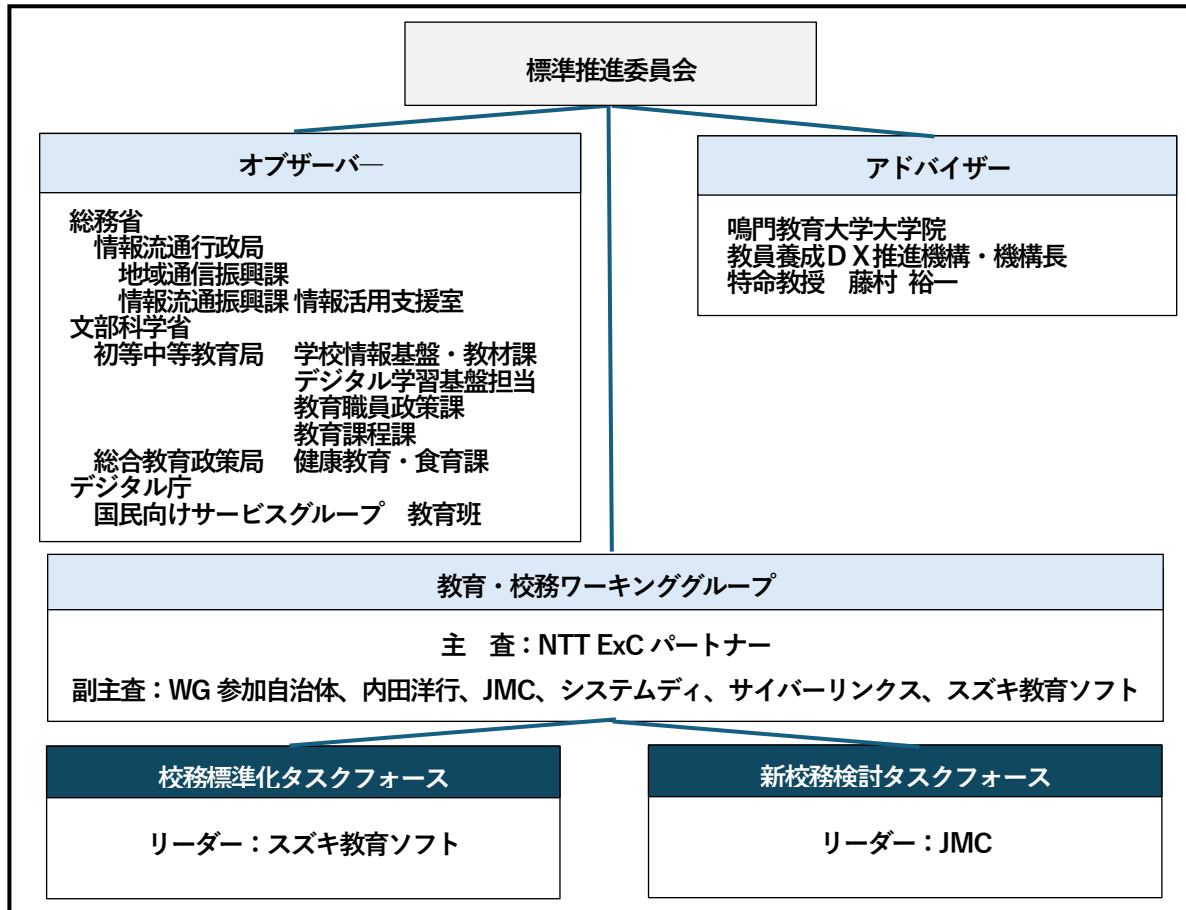 標準推進委員会
オブザーバ―
総務省
情報流通行政局
地域通信振興課
情報流通振興課 情報活用支援室
文部科学省
初等中等教育局 学校情報基盤・教材課
デジタル学習基盤担当
教育職員政策課
教育課程課
総合教育政策局 健康教育・食育課
デジタル庁
国民向けサービスグループ 教育班
アドバイザー
鳴門教育大学大学院
教員養成DX推進機構・機構長
特命教授 藤村 裕一
教育・校務ワーキンググループ
主 査：NTT ExC パートナー
副主査：WG 参加自治体、内田洋行、JMC、システムディ、サイバーリンクス、スズキ教育ソフト
校務標準化タスクフォース
リーダー：スズキ教育ソフト
新校務検討タスクフォース
リーダー：JMC